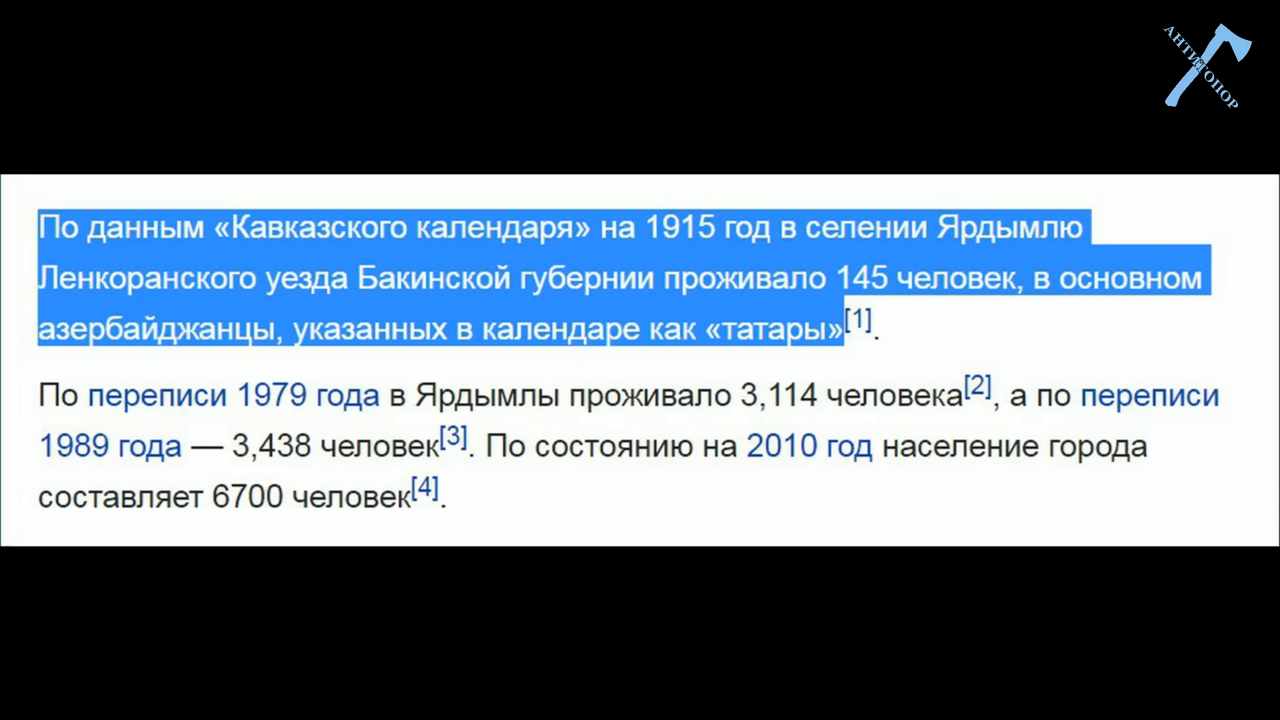 АНТИТОПОР
По данным «Кавказского календаря» на 1915 год в селении Ярдымлю
Ленкоранского уезда Бакинской губернии проживало 145 человек, в основном
азербайджанцы, указанных в календаре как «татары»[1].
По переписи 1979 года в Ярдымлы проживало 3,114 человека[2], а по переписи
1989 года — 3,438 человек[3]. По состоянию на 2010 год население города
составляет 6700 человек[4].